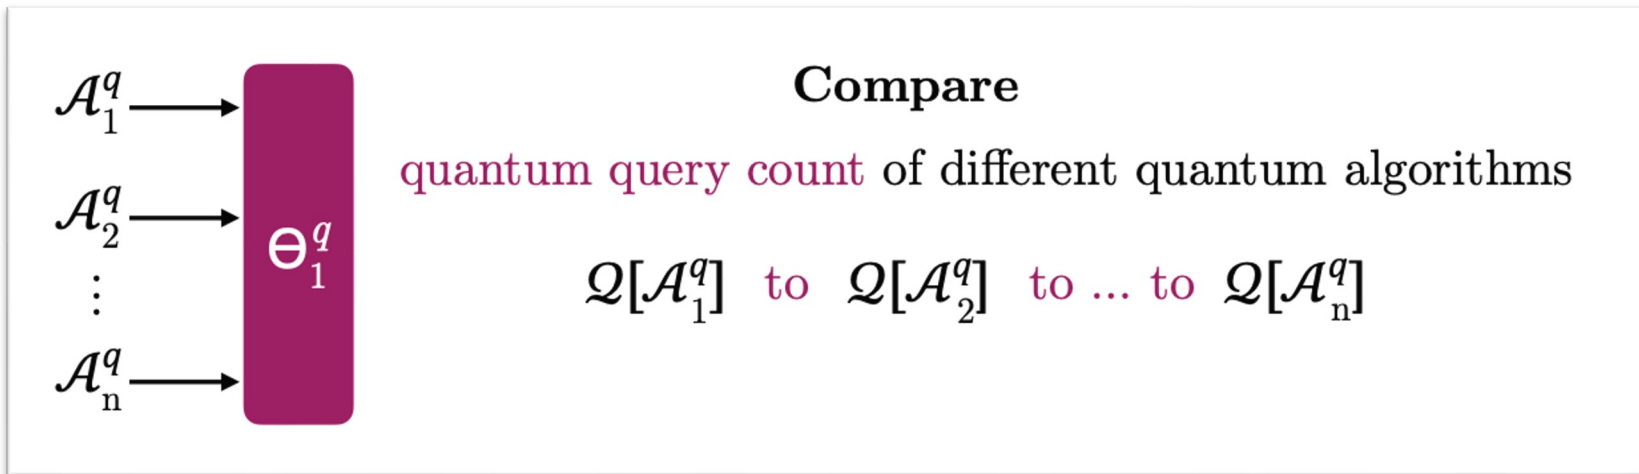 𝒜₁^q
𝒜₂^q
⋮
𝒜ₙ^q
Θ₁^q
Compare
quantum query count of different quantum algorithms
𝒬[𝒜₁^q] to 𝒬[𝒜₂^q] to ... to 𝒬[𝒜ₙ^q]